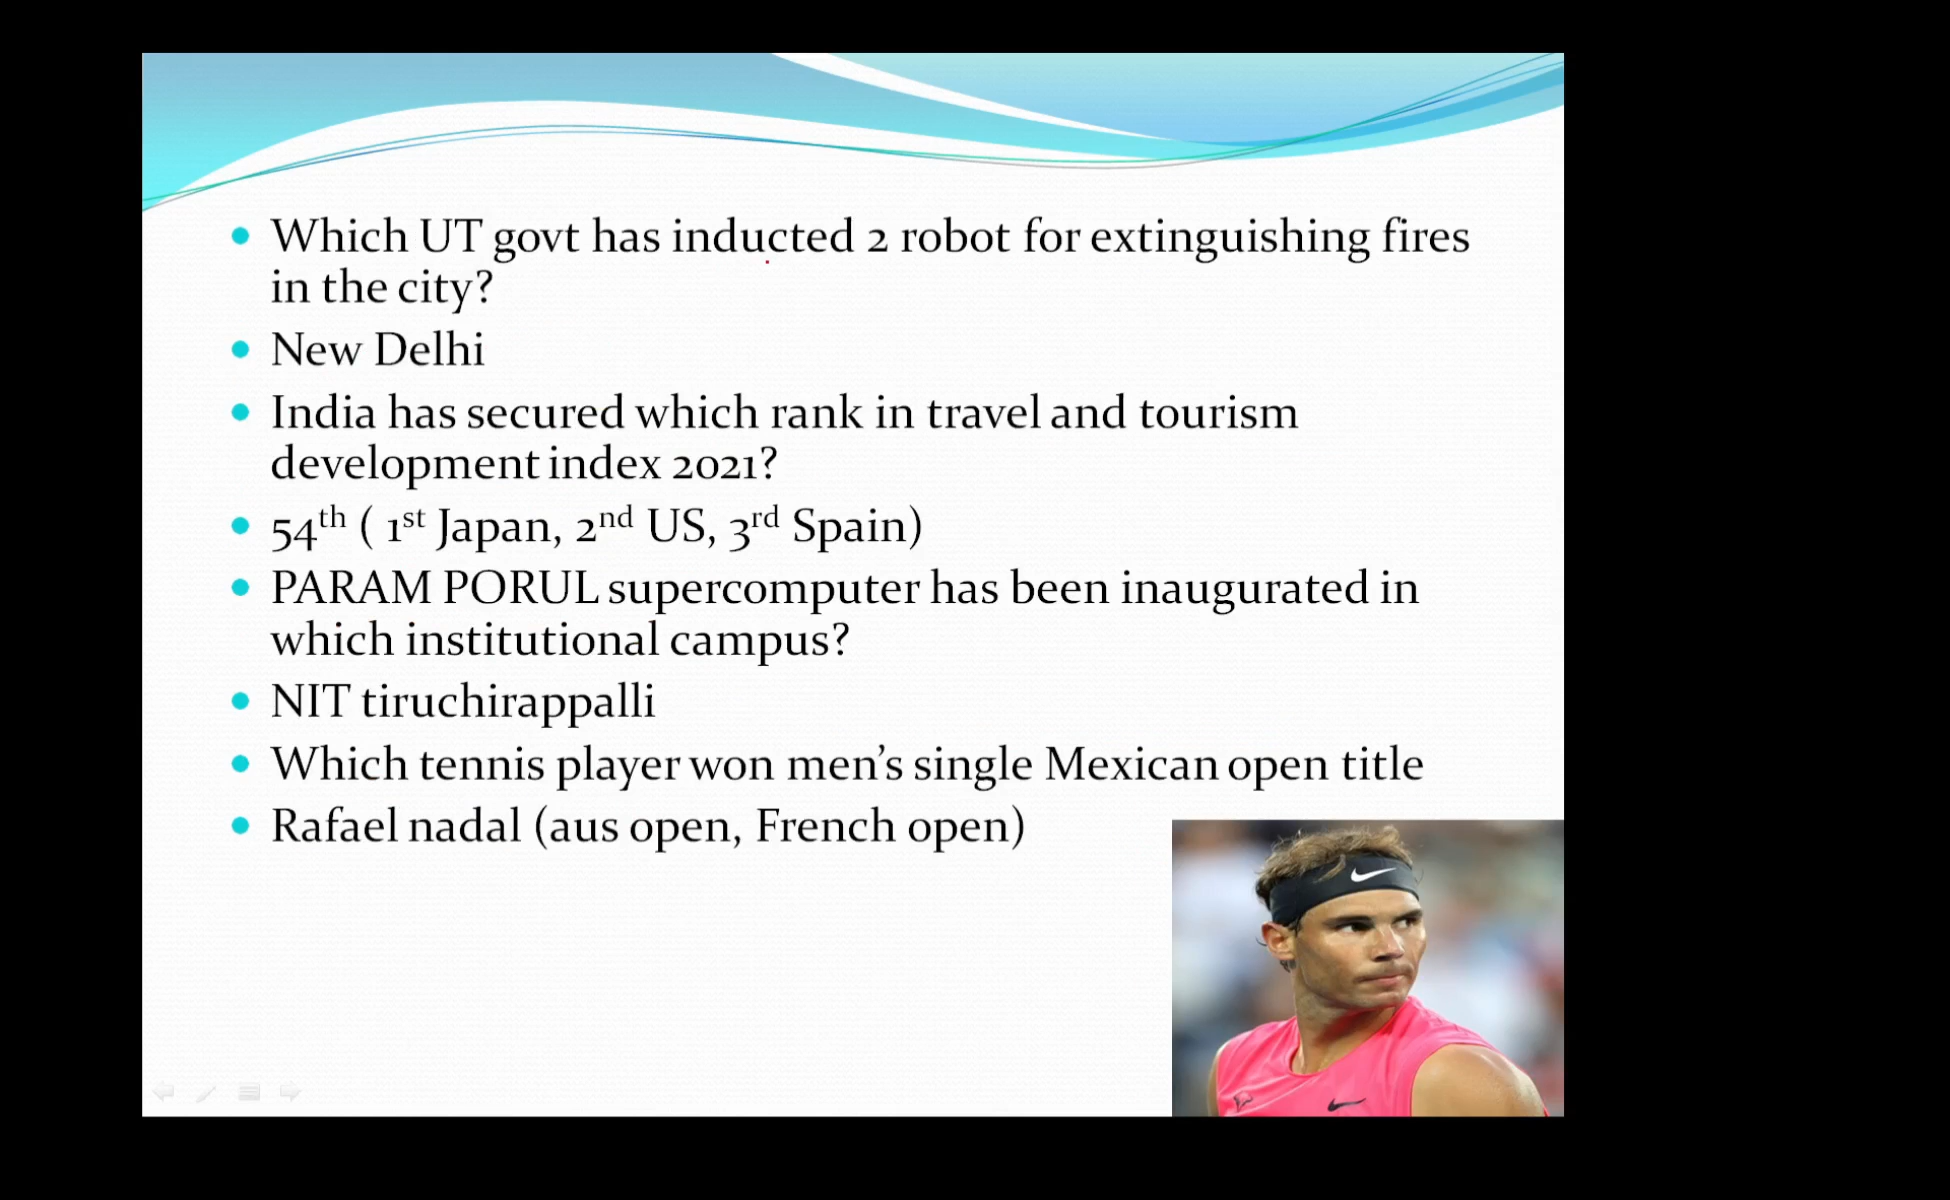 • Which UT govt has inducted 2 robot for extinguishing fires
in the city?
• New Delhi
• India has secured which rank in travel and tourism
development index 2021?
• 54th ( 1st Japan, 2nd US, 3rd Spain)
• PARAM PORUL supercomputer has been inaugurated in
which institutional campus?
• NIT tiruchirappalli
• Which tennis player won men’s single Mexican open title
• Rafael nadal (aus open, French open)